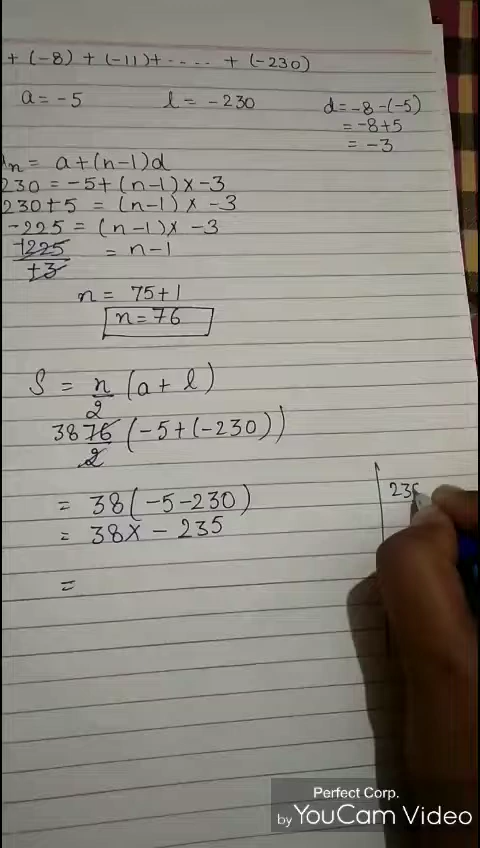 + (-8) + (-11) + ..... + (-230)
a = -5 l = -230 d = -8 -(-5)
= -8+5
= -3
n = a + (n-1)d
230 = -5 + (n-1) × -3
230 + 5 = (n-1) × -3
-225 = (n-1) × -3
+225/+3 = n-1
n = 75+1
n = 76
S = n/2 (a + l)
38 76/2 (-5 + (-230))
= 38 (-5 -230)
= 38 × - 235
=
235
Perfect Corp.
by YouCam Video